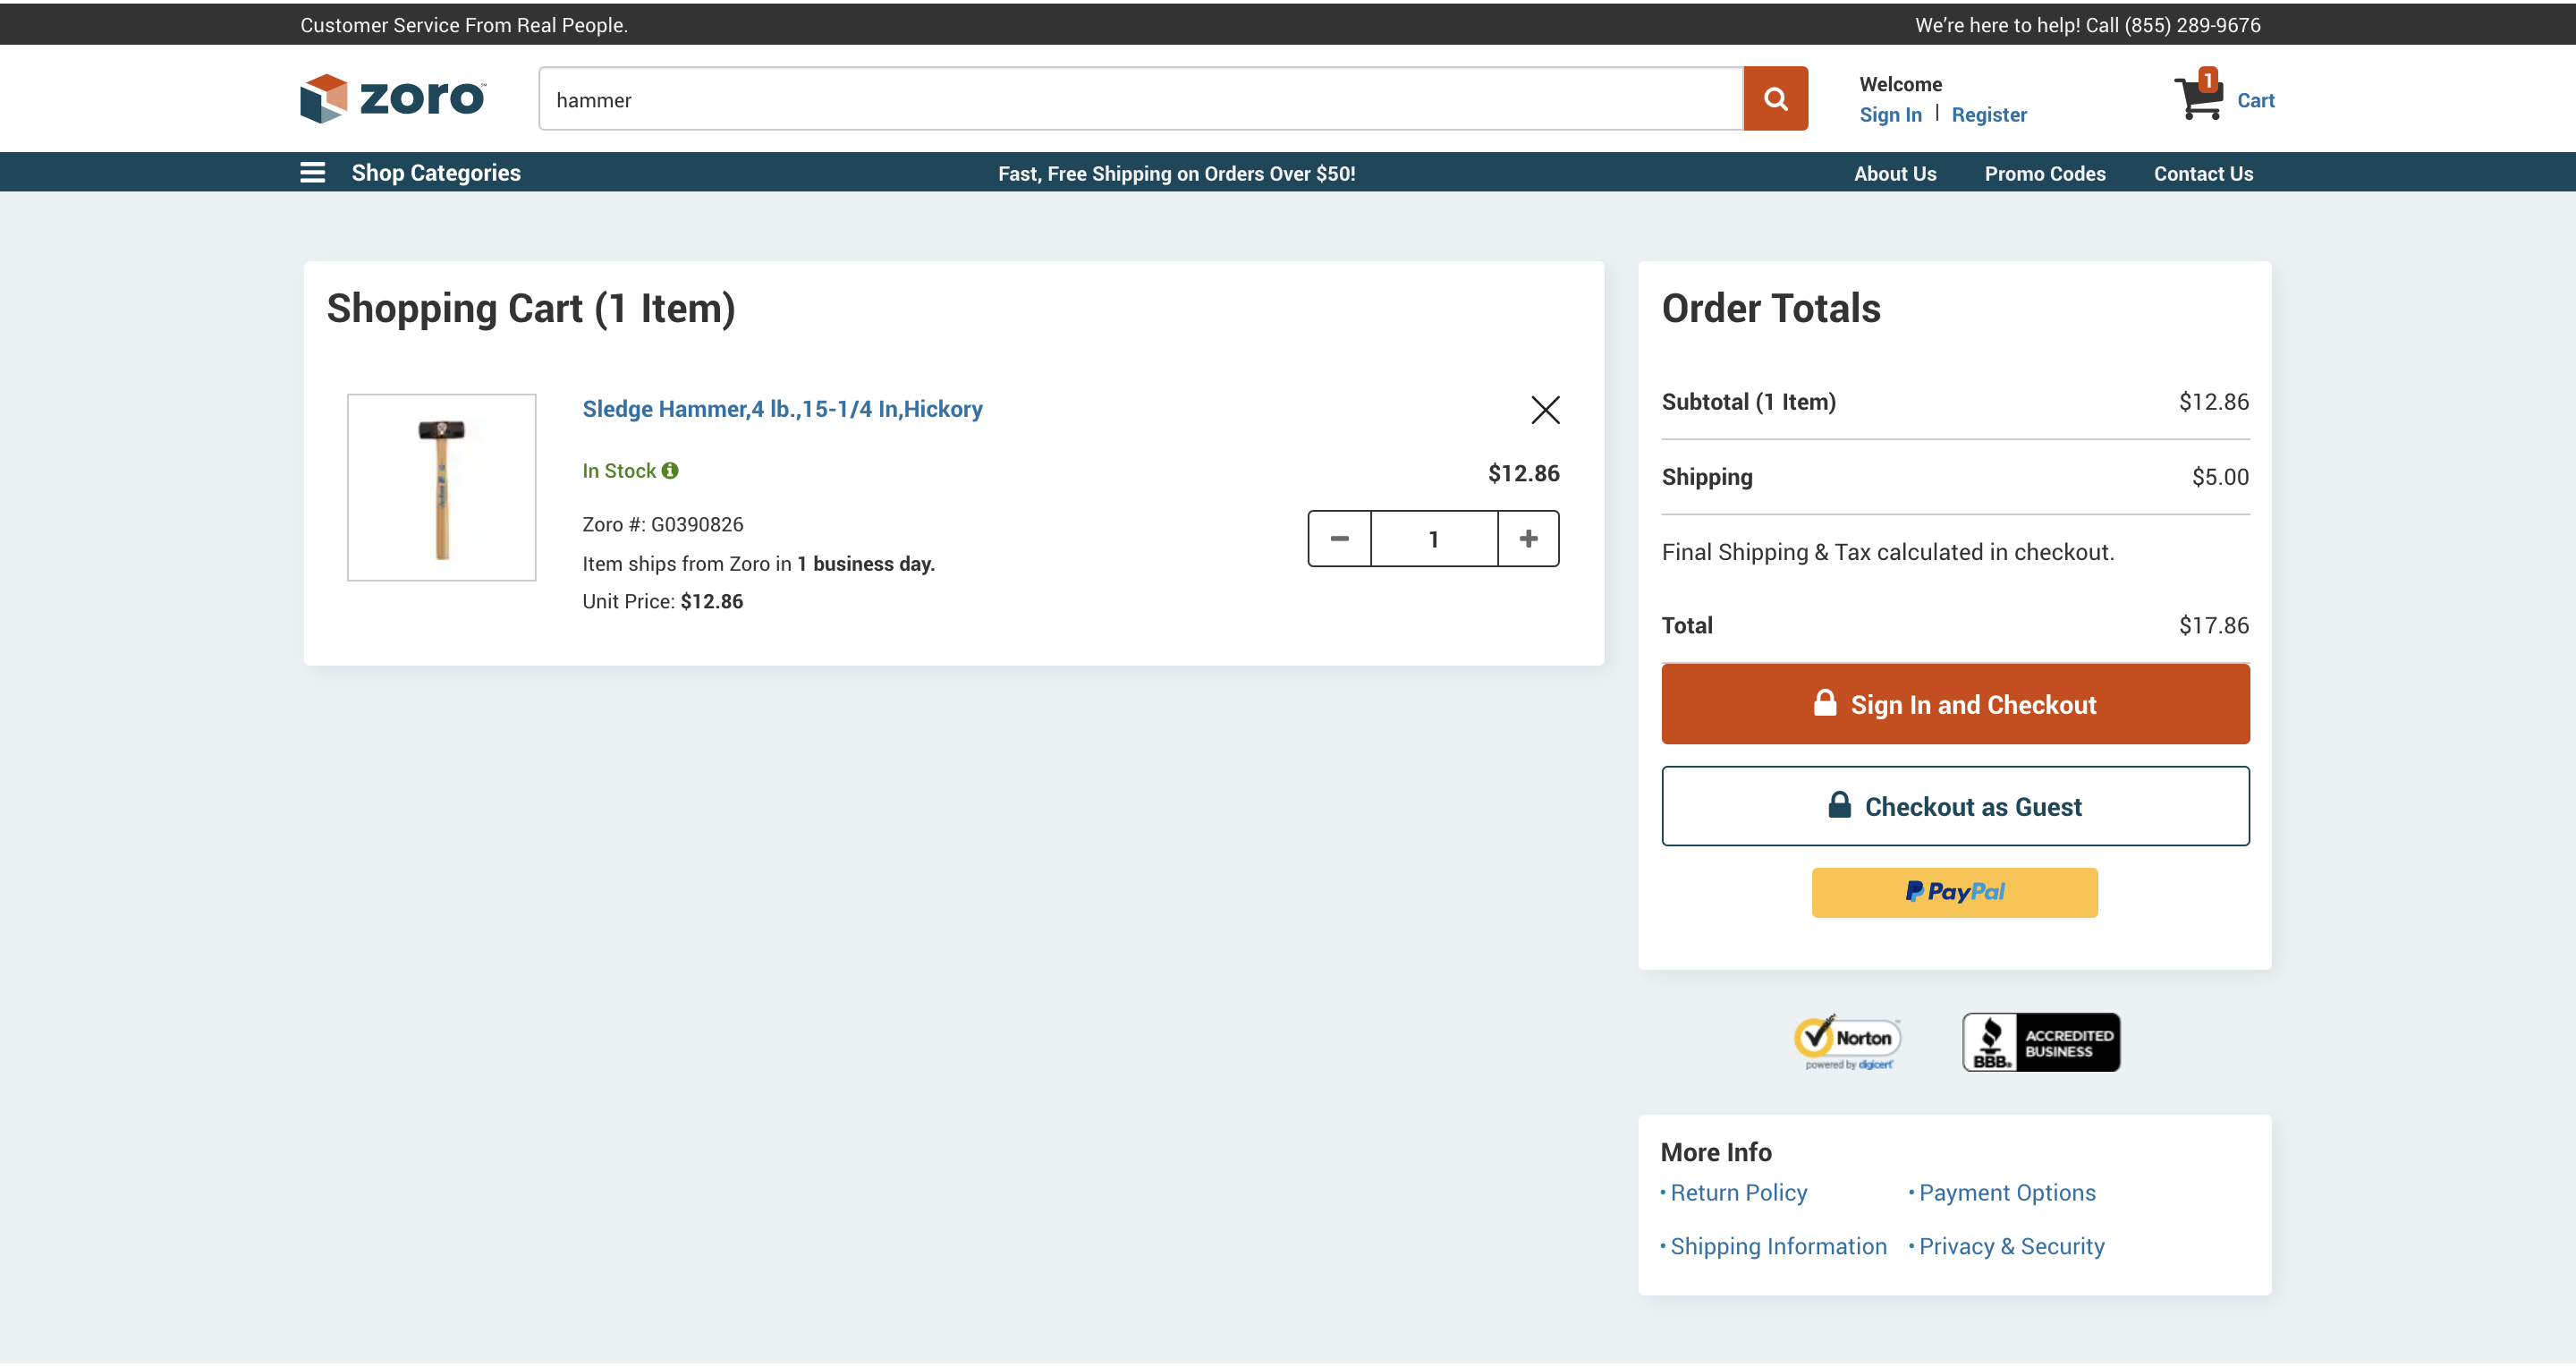 Customer Service From Real People.
We're here to help! Call (855) 289-9676
zoro™
hammer
Welcome
Sign In | Register
1
Cart
Shop Categories
Fast, Free Shipping on Orders Over $50!
About Us
Promo Codes
Contact Us
Shopping Cart (1 Item)
Sledge Hammer,4 lb.,15-1/4 In,Hickory
In Stock
$12.86
Zoro #: G0390826
1
Item ships from Zoro in 1 business day.
Unit Price: $12.86
Order Totals
Subtotal (1 Item) $12.86
Shipping $5.00
Final Shipping & Tax calculated in checkout.
Total $17.86
Sign In and Checkout
Checkout as Guest
PayPal
Norton
powered by digicert
BBB
ACCREDITED
BUSINESS
More Info
• Return Policy • Payment Options
• Shipping Information • Privacy & Security